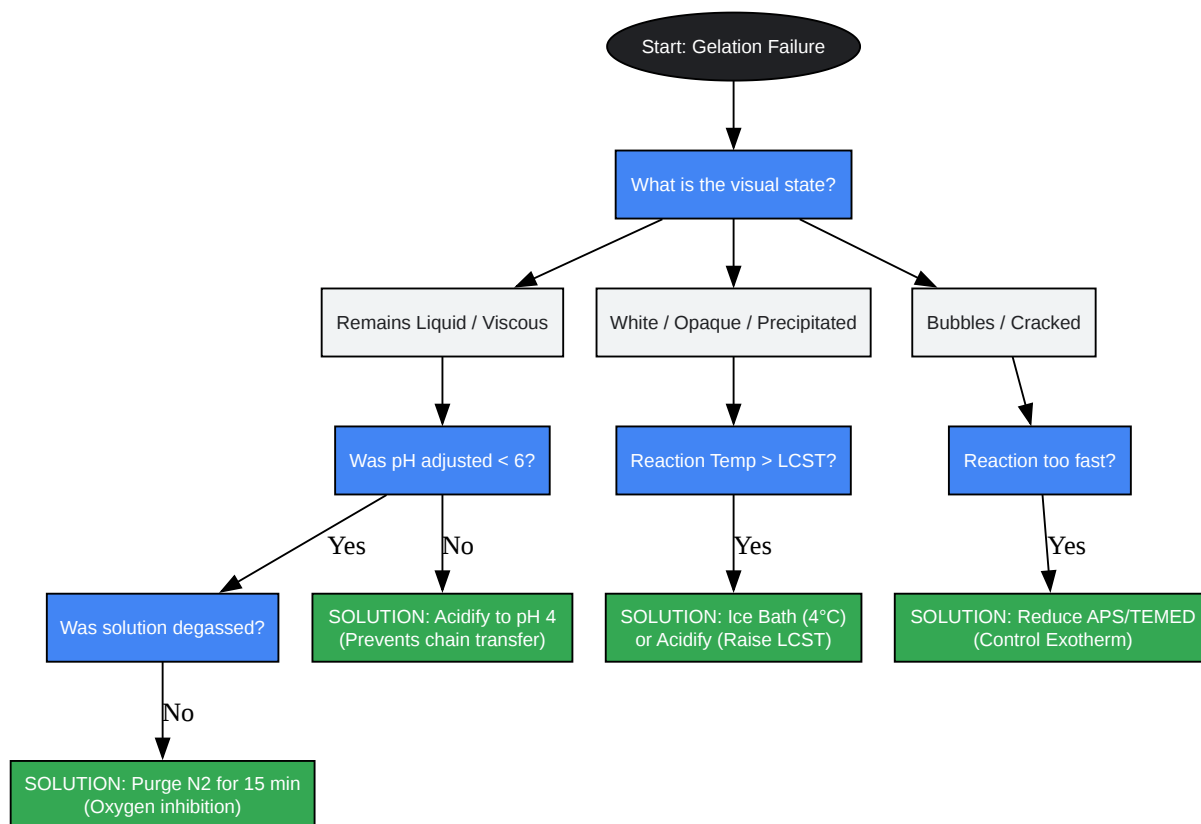 Start: Gelation Failure
What is the visual state?
Remains Liquid / Viscous
White / Opaque / Precipitated
Bubbles / Cracked
Was pH adjusted < 6?
Reaction Temp > LCST?
Reaction too fast?
Yes
No
Yes
Yes
Was solution degassed?
SOLUTION: Acidify to pH 4
(Prevents chain transfer)
SOLUTION: Ice Bath (4°C)
or Acidify (Raise LCST)
SOLUTION: Reduce APS/TEMED
(Control Exotherm)
No
SOLUTION: Purge N2 for 15 min
(Oxygen inhibition)